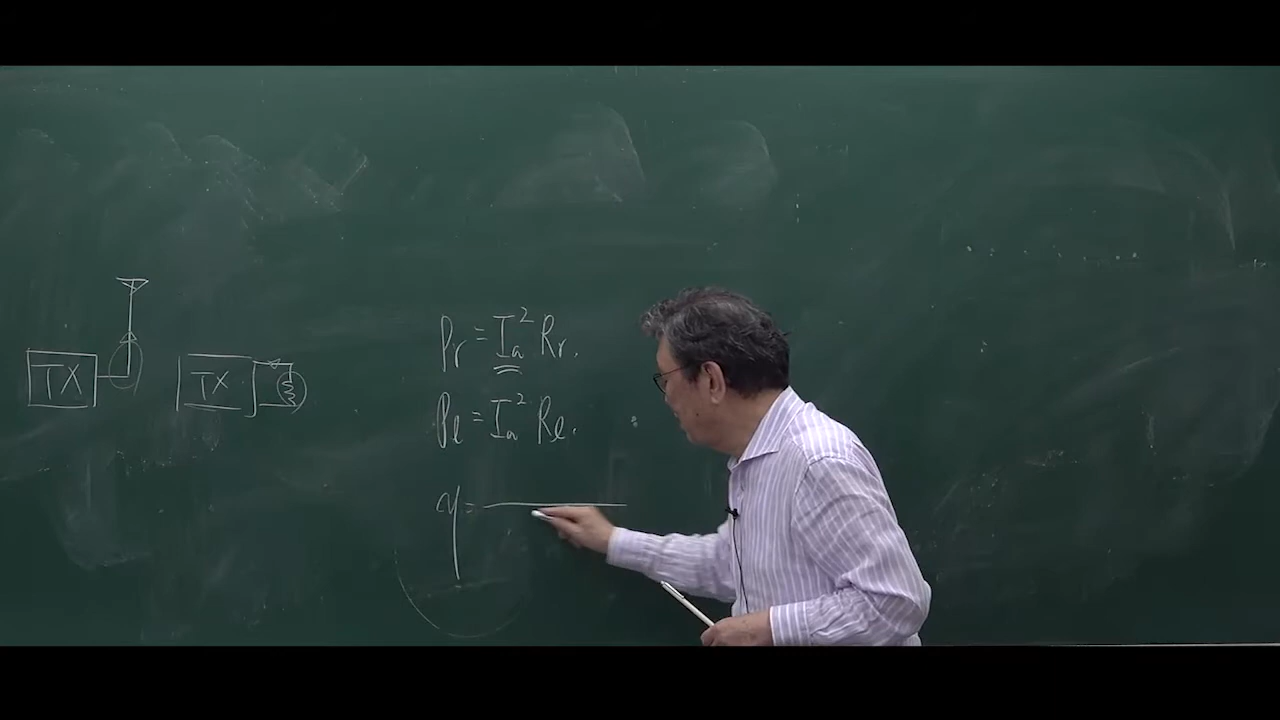 TX
TX
Pr = Ia² Rr.
Pl = Ia² Rl.
η =